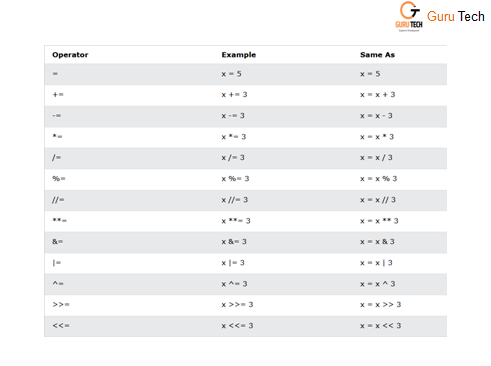 GURU TECH
Guru Tech
Operator Example Same As
= x = 5 x = 5
+= x += 3 x = x + 3
-= x -= 3 x = x - 3
*= x *= 3 x = x * 3
/= x /= 3 x = x / 3
%= x %= 3 x = x % 3
//= x //= 3 x = x // 3
**= x **= 3 x = x ** 3
&= x &= 3 x = x & 3
|= x |= 3 x = x | 3
^= x ^= 3 x = x ^ 3
>>= x >>= 3 x = x >> 3
<<= x <<= 3 x = x << 3